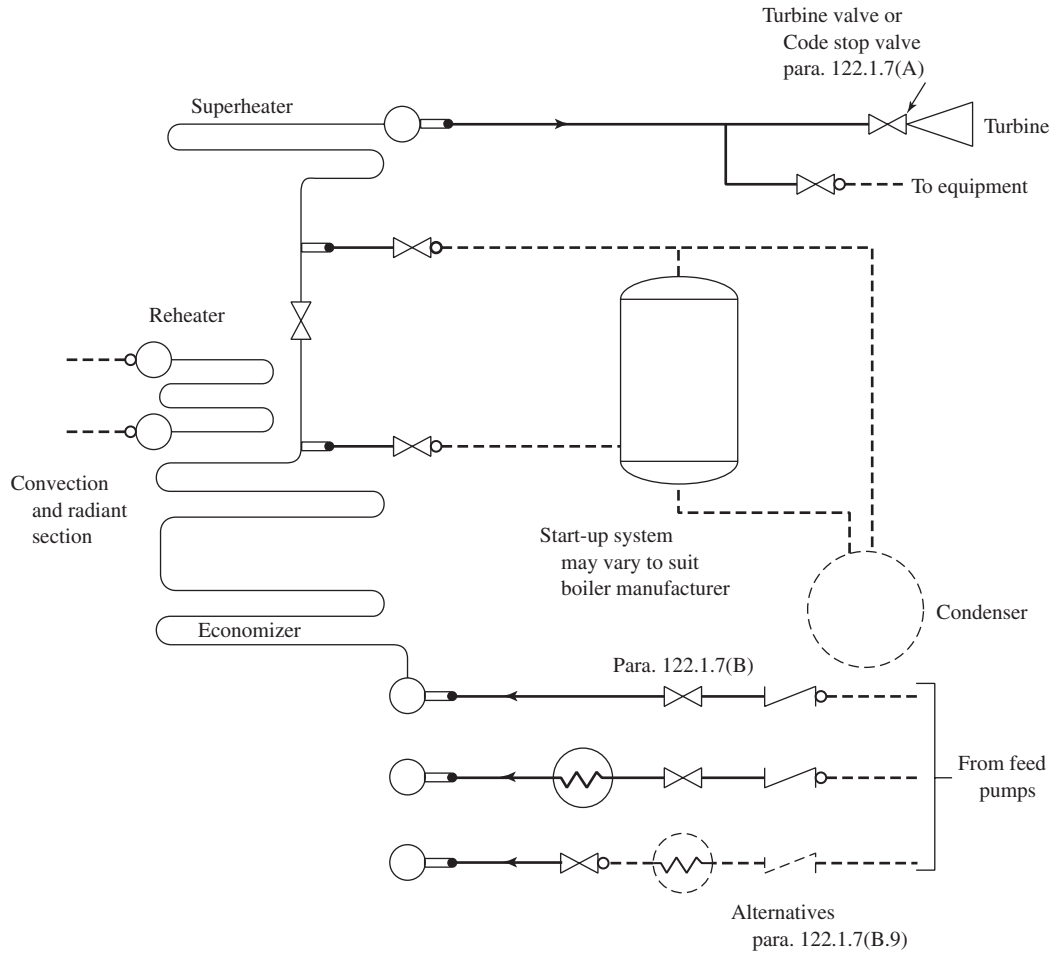 Turbine valve or
Code stop valve
para. 122.1.7(A)
Superheater
Turbine
To equipment
Reheater
Convection
and radiant
section
Start-up system
may vary to suit
boiler manufacturer
Economizer
Condenser
Para. 122.1.7(B)
From feed
pumps
Alternatives
para. 122.1.7(B.9)